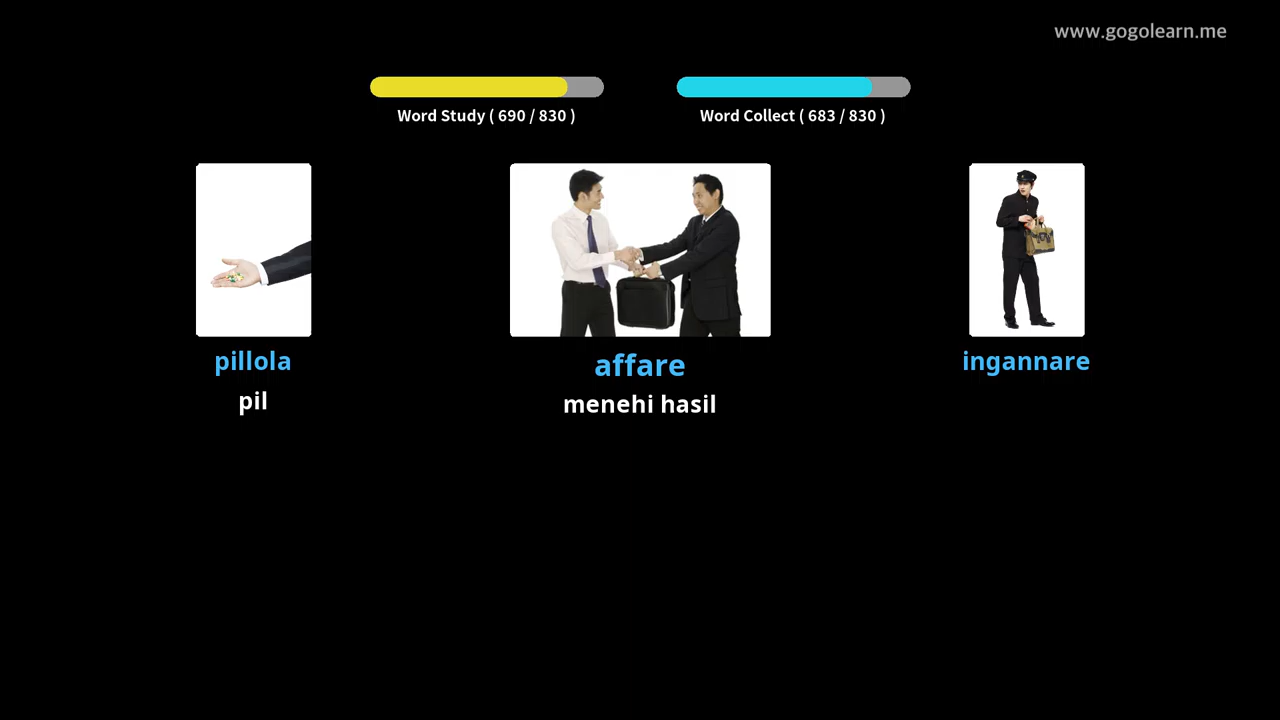 www.gogolearn.me
Word Study ( 690 / 830 )
Word Collect ( 683 / 830 )
pillola
pil
affare
menehi hasil
ingannare